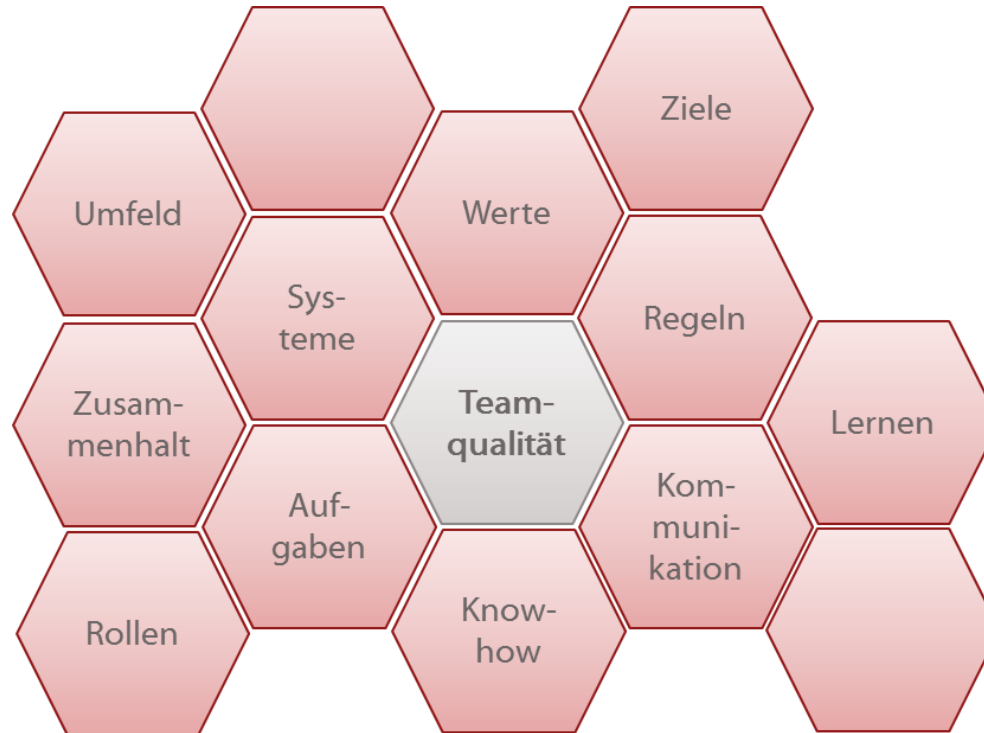 Ziele
Umfeld
Werte
Sys-
teme
Regeln
Zusam-
menhalt
Team-
qualität
Lernen
Auf-
gaben
Kom-
muni-
kation
Rollen
Know-
how